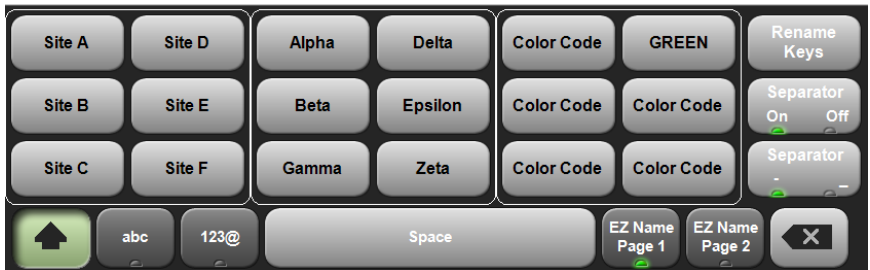 Site A Site D Alpha Delta Color Code GREEN Rename Keys
Site B Site E Beta Epsilon Color Code Color Code Separator On Off
Site C Site F Gamma Zeta Color Code Color Code Separator - _
abc 123@ Space EZ Name Page 1 EZ Name Page 2